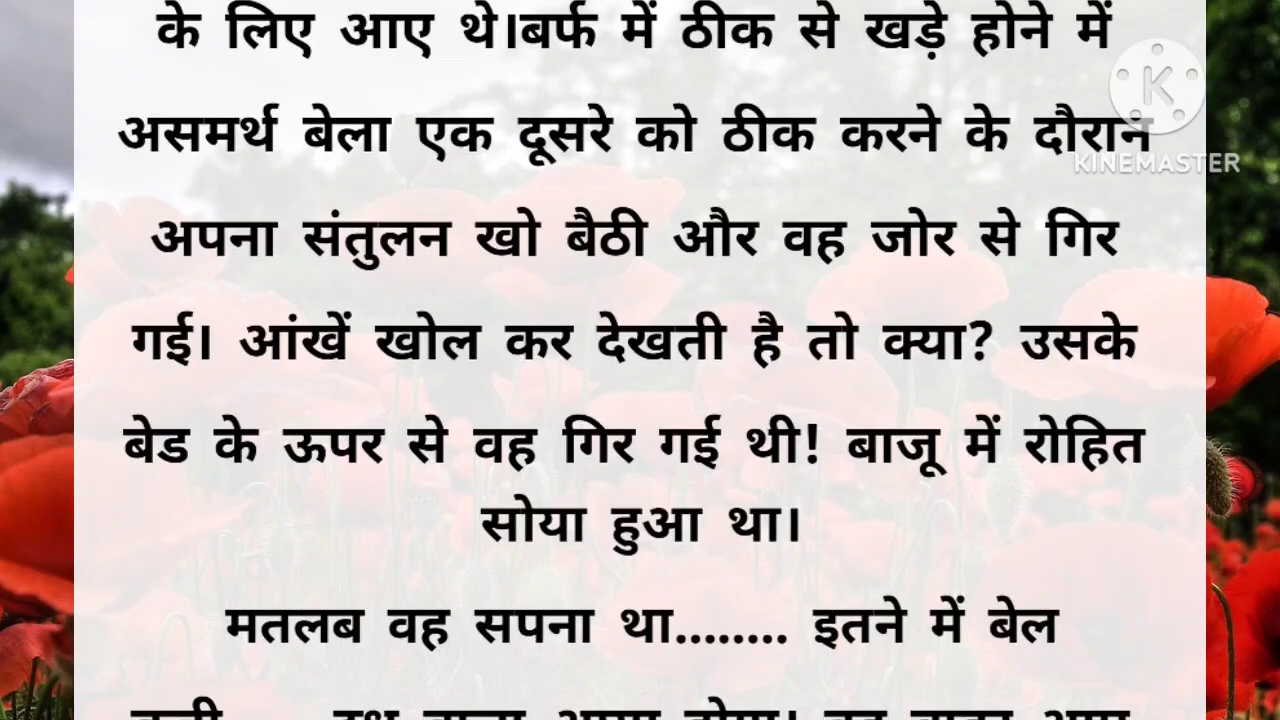 के लिए आए थे।बर्फ में ठीक से खड़े होने में
असमर्थ बेला एक दूसरे को ठीक करने के दौरान
KINEMASTER
अपना संतुलन खो बैठी और वह जोर से गिर
गई। आंखें खोल कर देखती है तो क्या? उसके
बेड के ऊपर से वह गिर गई थी! बाजू में रोहित
सोया हुआ था।
मतलब वह सपना था........ इतने में बेल